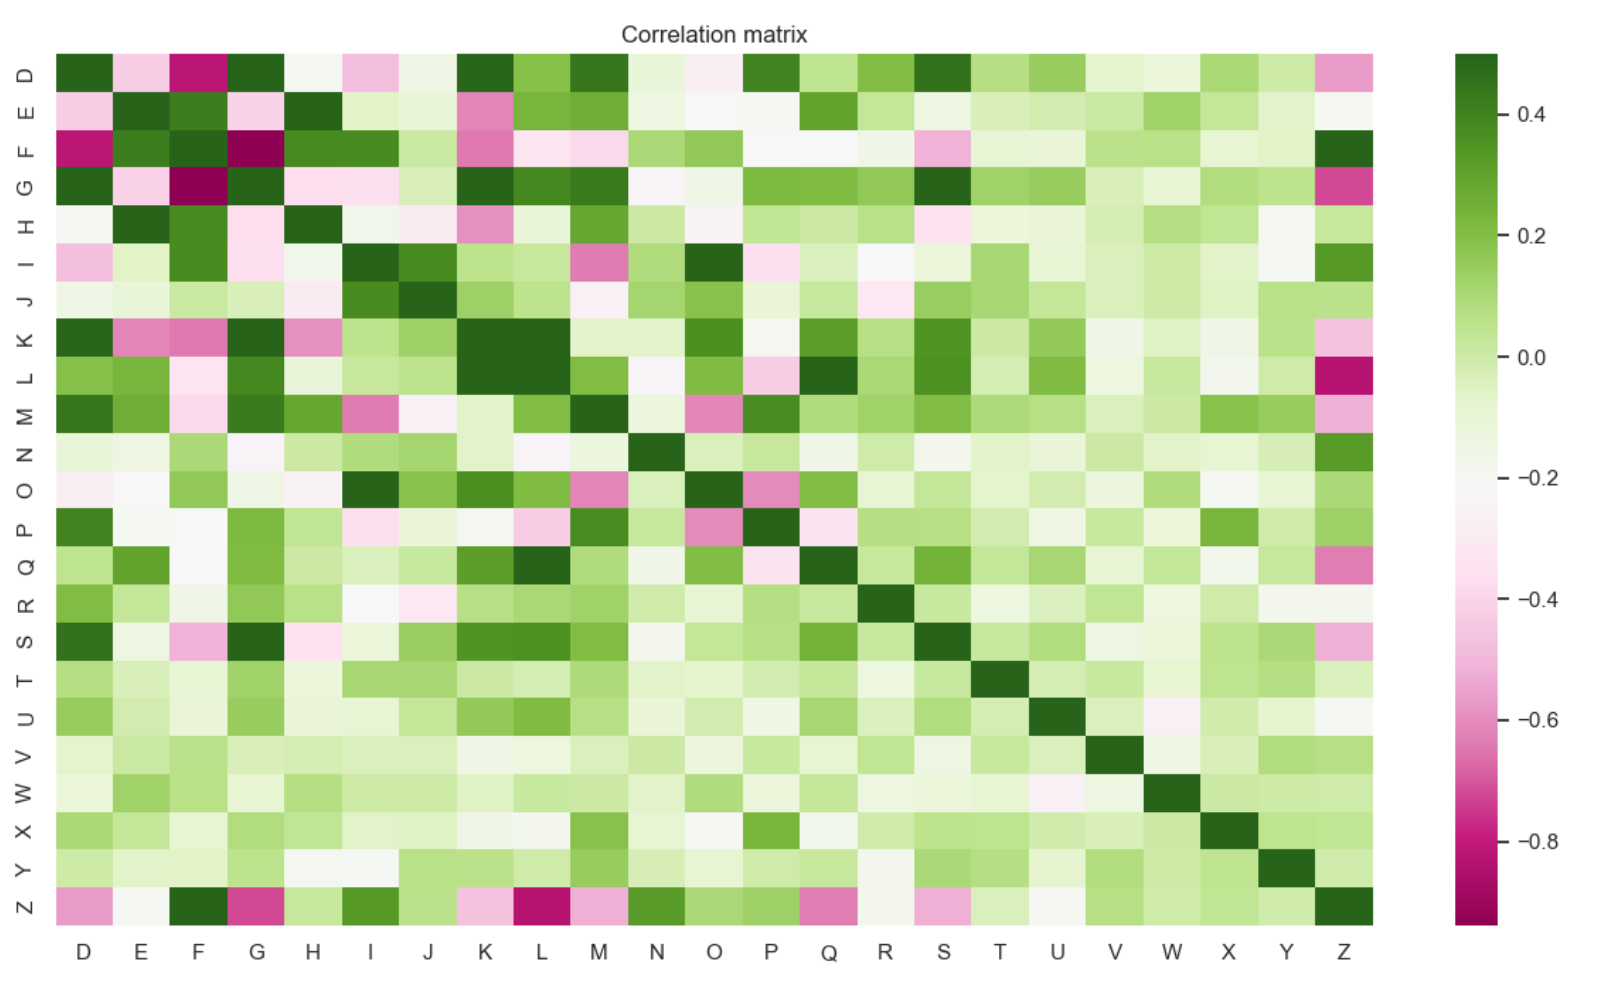 Correlation matrix
D
E
F
G
H
I
J
K
L
M
N
O
P
Q
R
S
T
U
V
W
X
Y
Z
D E F G H I J K L M N O P Q R S T U V W X Y Z
0.4
0.2
0.0
−0.2
−0.4
−0.6
−0.8